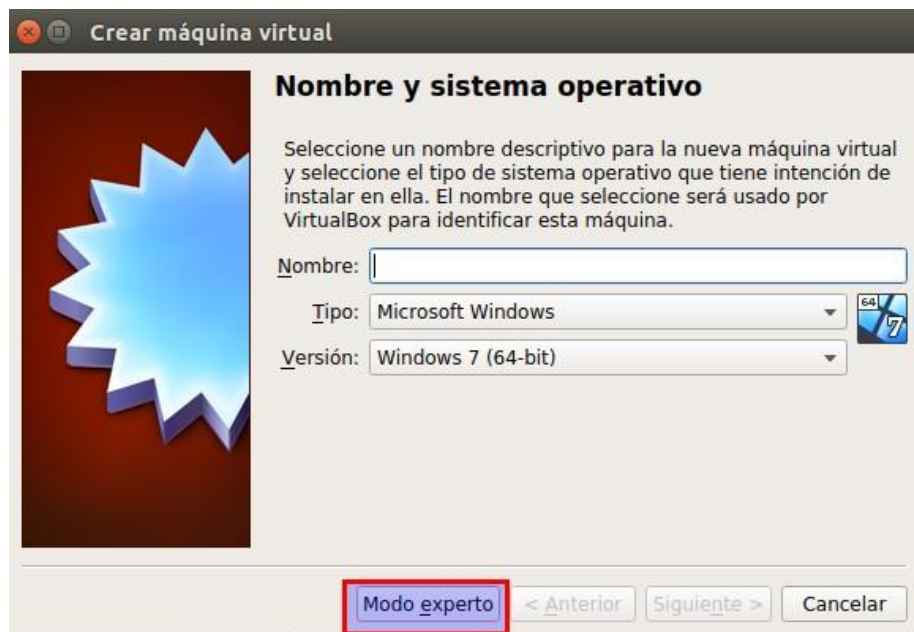 Crear máquina virtual
Nombre y sistema operativo
Seleccione un nombre descriptivo para la nueva máquina virtual
y seleccione el tipo de sistema operativo que tiene intención de
instalar en ella. El nombre que seleccione será usado por
VirtualBox para identificar esta máquina.
Nombre:
Tipo: Microsoft Windows
64
7
Versión: Windows 7 (64-bit)
Modo experto < Anterior Siguiente > Cancelar